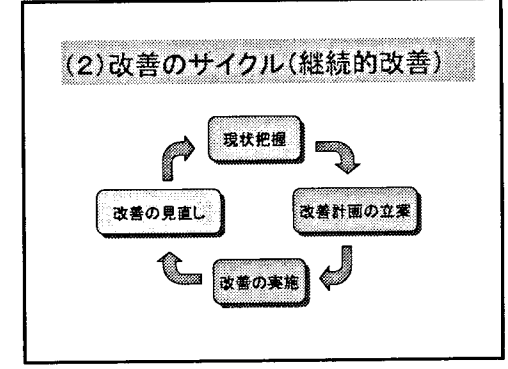 (2)改善のサイクル(継続的改善)
現状把握
改善の見直し
改善計画の立案
改善の実施